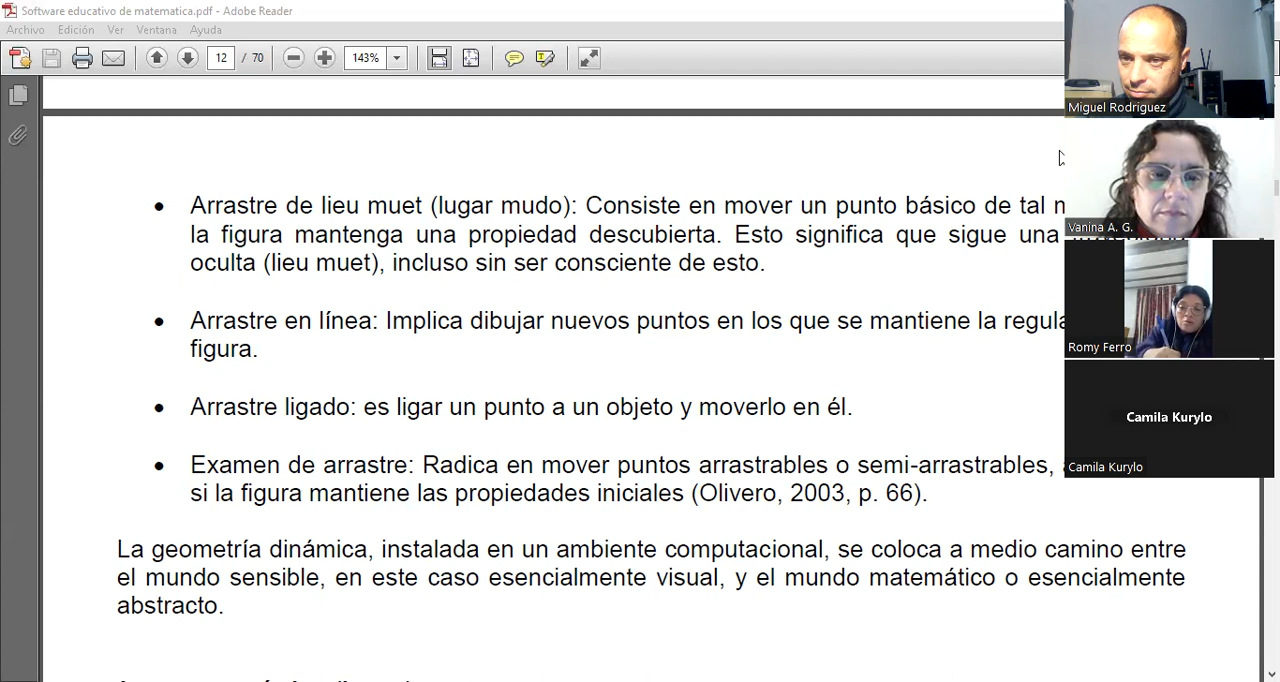 Software educativo de matematica.pdf - Adobe Reader
Archivo Edición Ver Ventana Ayuda
12 / 70 143%
Arrastre de lieu muet (lugar mudo): Consiste en mover un punto básico de tal
la figura mantenga una propiedad descubierta. Esto significa que sigue una
oculta (lieu muet), incluso sin ser consciente de esto.
Arrastre en línea: Implica dibujar nuevos puntos en los que se mantiene la
figura.
Arrastre ligado: es ligar un punto a un objeto y moverlo en él.
Examen de arrastre: Radica en mover puntos arrastrables o semi-arrastrables,
si la figura mantiene las propiedades iniciales (Olivero, 2003, p. 66).
La geometría dinámica, instalada en un ambiente computacional, se coloca a medio camino entre
el mundo sensible, en este caso esencialmente visual, y el mundo matemático o esencialmente
abstracto.
Miguel Rodriguez
Vanina A. G.
Romy Ferro
Camila Kurylo
Camila Kurylo